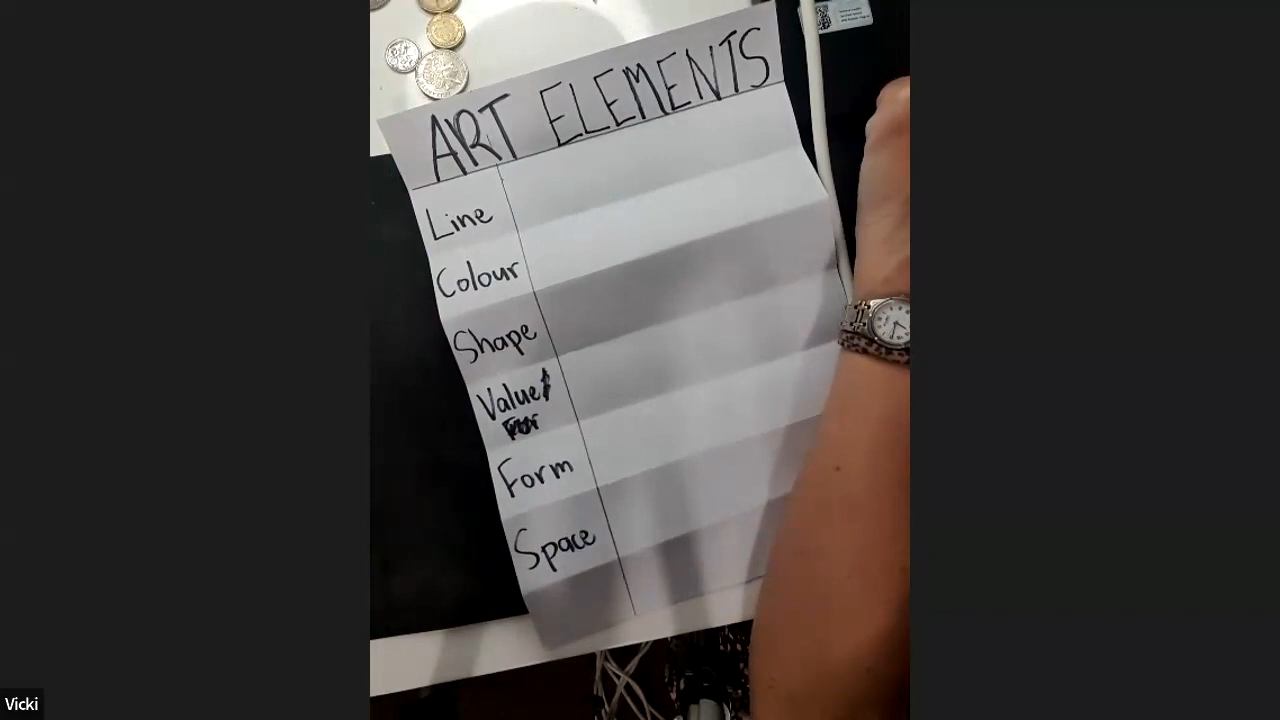 ART ELEMENTS
Line
Colour
Shape
Value
Form
Space
Vicki